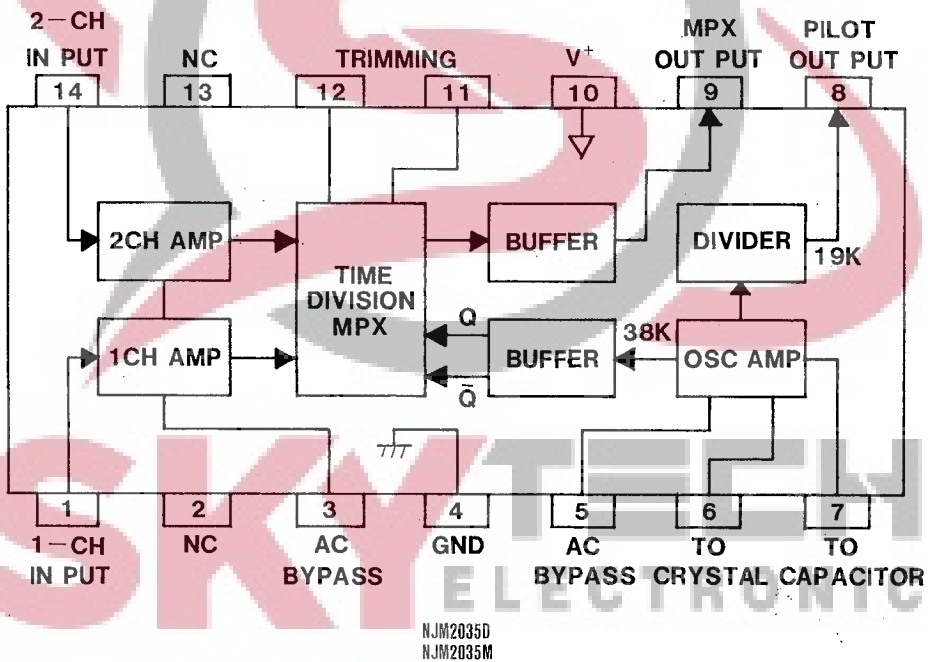 2-CH
IN PUT
NC
TRIMMING
V+
MPX
OUT PUT
PILOT
OUT PUT
14
13
12
11
10
9
8
2CH AMP
TIME
DIVISION
MPX
BUFFER
DIVIDER
19K
1CH AMP
Q
Q̄
BUFFER
38K
OSC AMP
1
2
3
4
5
6
7
1-CH
IN PUT
NC
AC
BYPASS
GND
AC
BYPASS
TO
CRYSTAL
TO
CAPACITOR
SKYTECH
ELECTRONIC
NJM2035D
NJM2035M